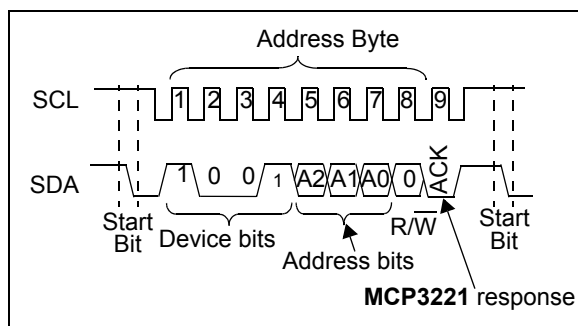 Address Byte
SCL 1 2 3 4 5 6 7 8 9
SDA 1 0 0 1 A2 A1 A0 0 ACK
Start Bit
Device bits
Address bits
R/W̅
Start Bit
MCP3221 response